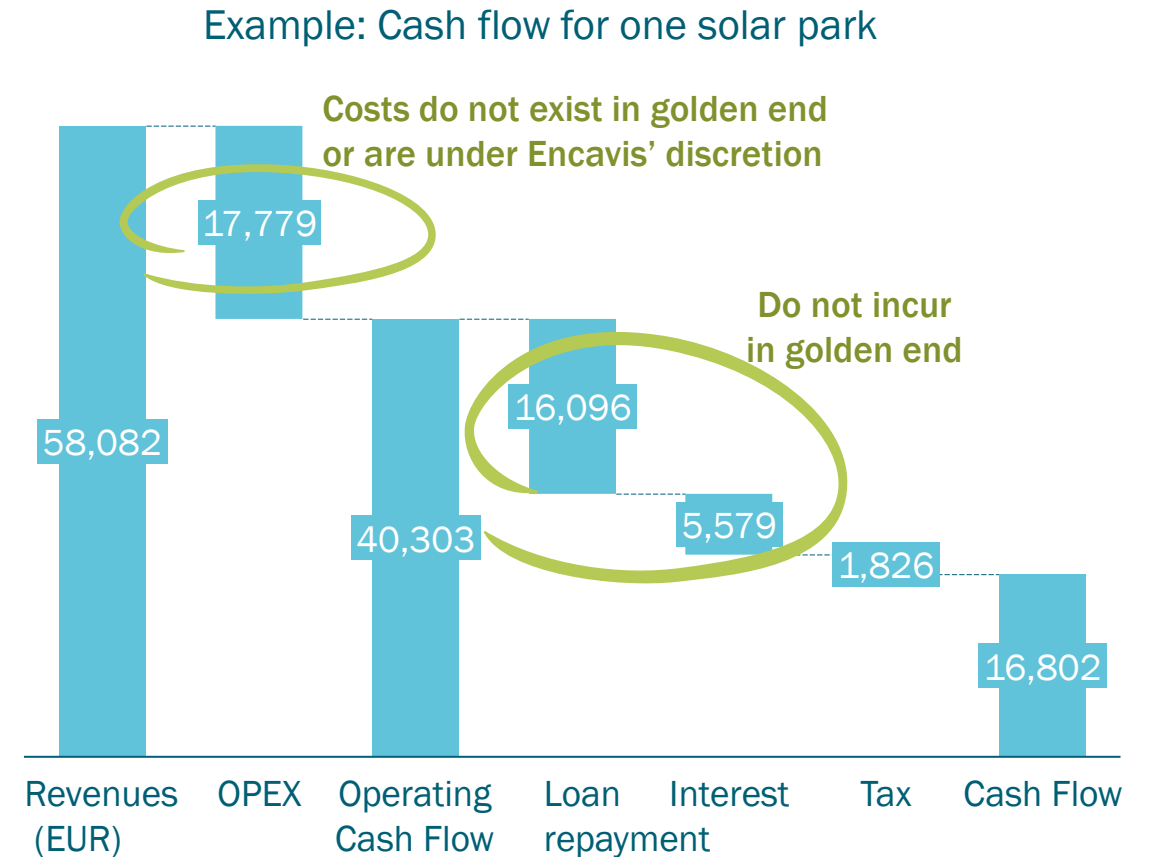 Example: Cash flow for one solar park
Costs do not exist in golden end
or are under Encavis’ discretion
17,779
Do not incur
in golden end
16,096
58,082
5,579
40,303
1,826
16,802
Revenues
(EUR)
OPEX
Operating
Cash Flow
Loan
repayment
Interest
Tax
Cash Flow